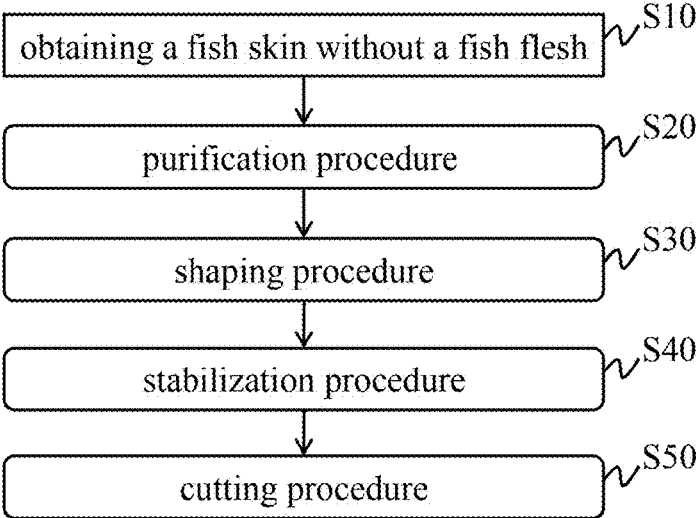 S10
obtaining a fish skin without a fish flesh
S20
purification procedure
S30
shaping procedure
S40
stabilization procedure
S50
cutting procedure